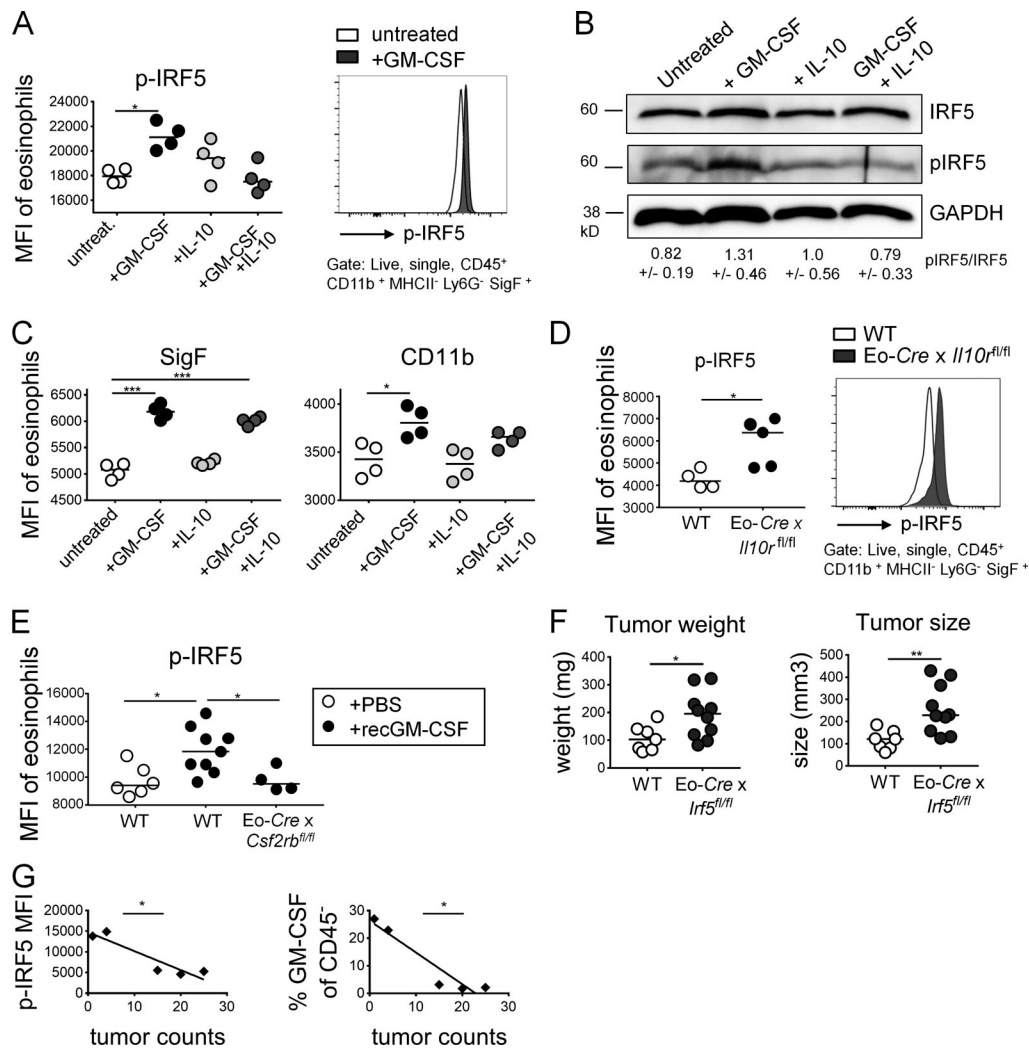 A
p-IRF5
MFI of eosinophils
24000
22000
20000
18000
16000
*
untreat.
+GM-CSF
+IL-10
+GM-CSF
+IL-10
untreated
+GM-CSF
p-IRF5
Gate: Live, single, CD45⁺
CD11b ⁺ MHCII⁻ Ly6G⁻ SigF ⁺
B
Untreated
+ GM-CSF
+ IL-10
GM-CSF
+ IL-10
60
IRF5
60
pIRF5
38
kD
GAPDH
0.82 1.31 1.0 0.79
+/- 0.19 +/- 0.46 +/- 0.56 +/- 0.33
pIRF5/IRF5
C
SigF
MFI of eosinophils
6500
6000
5500
5000
4500
***
***
untreated
+GM-CSF
+IL-10
+GM-CSF
+IL-10
CD11b
4000
3500
3000
*
untreated
+GM-CSF
+IL-10
+GM-CSF
+IL-10
D
p-IRF5
MFI of eosinophils
8000
7000
6000
5000
4000
3000
*
WT
Eo-Cre x
Il10r fl/fl
WT
Eo-Cre x Il10rfl/fl
p-IRF5
Gate: Live, single, CD45⁺
CD11b ⁺ MHCII⁻ Ly6G⁻ SigF ⁺
E
p-IRF5
MFI of eosinophils
16000
14000
12000
10000
8000
* *
WT WT Eo-Cre x
Csf2rbfl/fl
+PBS
+recGM-CSF
F
Tumor weight
weight (mg)
400
300
200
100
0
*
WT Eo-Cre x
Irf5fl/fl
Tumor size
size (mm3)
500
400
300
200
100
0
**
WT Eo-Cre x
Irf5fl/fl
G
p-IRF5 MFI
20000
15000
10000
5000
0
*
0 10 20 30
tumor counts
% GM-CSF
of CD45⁻
30
20
10
0
*
0 10 20 30
tumor counts